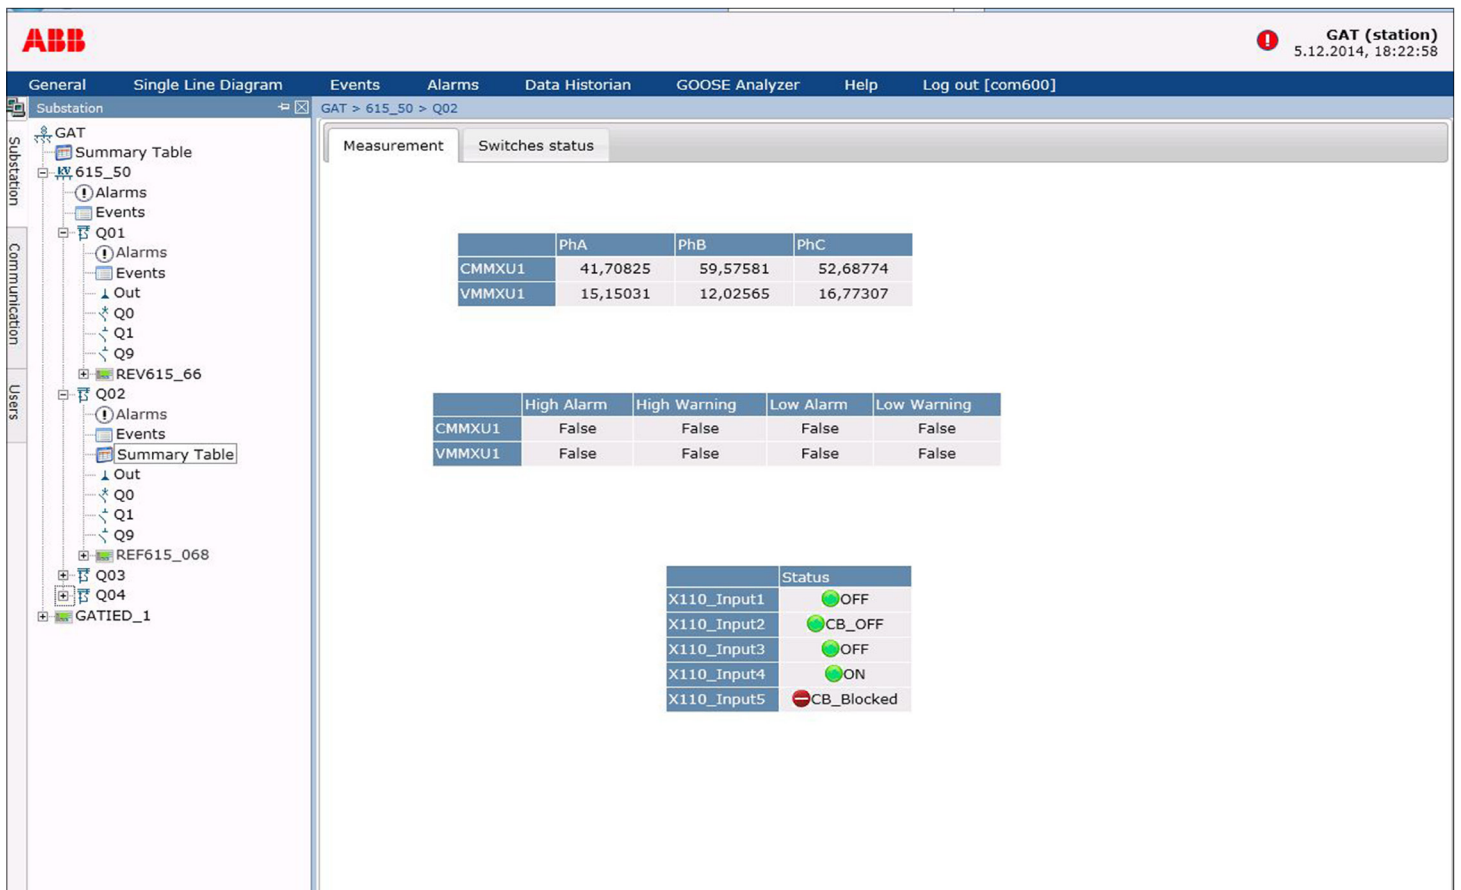 ABB
GAT (station)
5.12.2014, 18:22:58
General Single Line Diagram Events Alarms Data Historian GOOSE Analyzer Help Log out [com600]
Substation
GAT > 615_50 > Q02
Substation
Communication
Users
GAT
Summary Table
615_50
Alarms
Events
Q01
Alarms
Events
Out
Q0
Q1
Q9
REV615_66
Q02
Alarms
Events
Summary Table
Out
Q0
Q1
Q9
REF615_068
Q03
Q04
GATIED_1
Measurement Switches status
PhA PhB PhC
CMMXU1 41,70825 59,57581 52,68774
VMMXU1 15,15031 12,02565 16,77307
High Alarm High Warning Low Alarm Low Warning
CMMXU1 False False False False
VMMXU1 False False False False
Status
X110_Input1 OFF
X110_Input2 CB_OFF
X110_Input3 OFF
X110_Input4 ON
X110_Input5 CB_Blocked